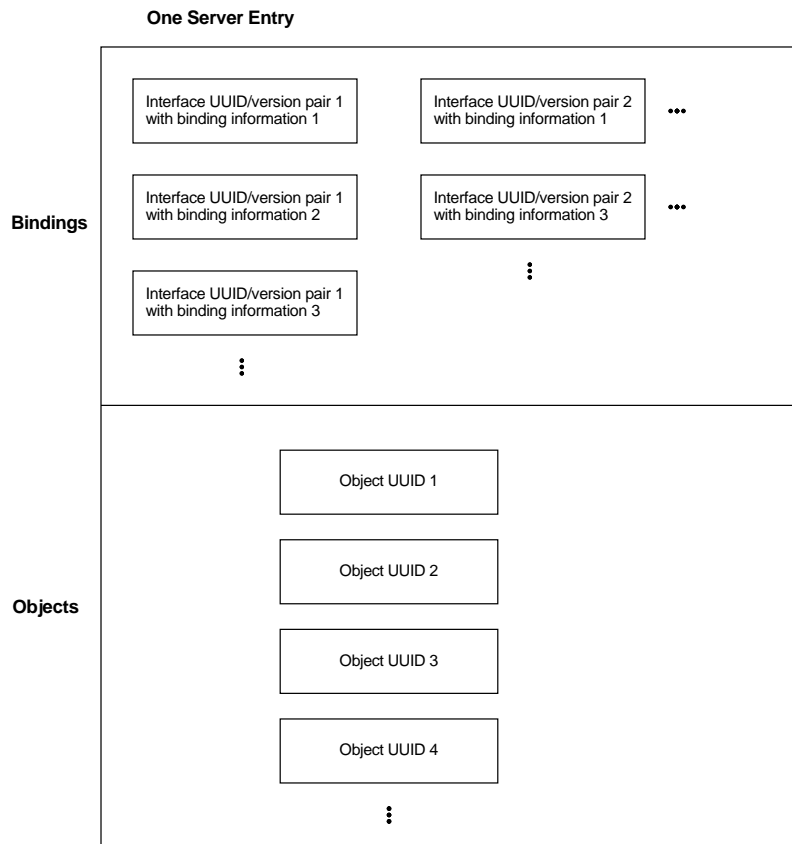 One Server Entry
Interface UUID/version pair 1
with binding information 1
Interface UUID/version pair 2
with binding information 1
Bindings
Interface UUID/version pair 1
with binding information 2
Interface UUID/version pair 2
with binding information 3
Interface UUID/version pair 1
with binding information 3
Objects
Object UUID 1
Object UUID 2
Object UUID 3
Object UUID 4